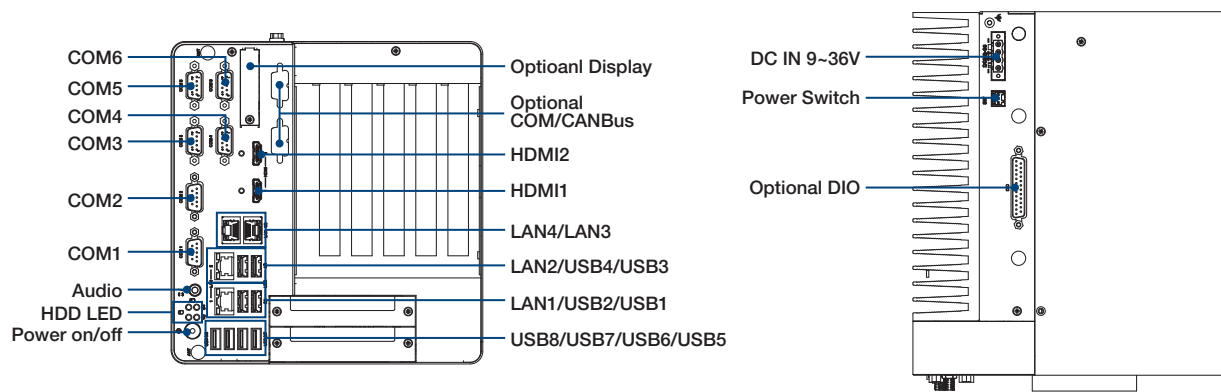 COM6
COM5
COM4
COM3
COM2
COM1
Audio
HDD LED
Power on/off
Optioanl Display
Optional
COM/CANBus
HDMI2
HDMI1
LAN4/LAN3
LAN2/USB4/USB3
LAN1/USB2/USB1
USB8/USB7/USB6/USB5
DC IN 9~36V
Power Switch
Optional DIO